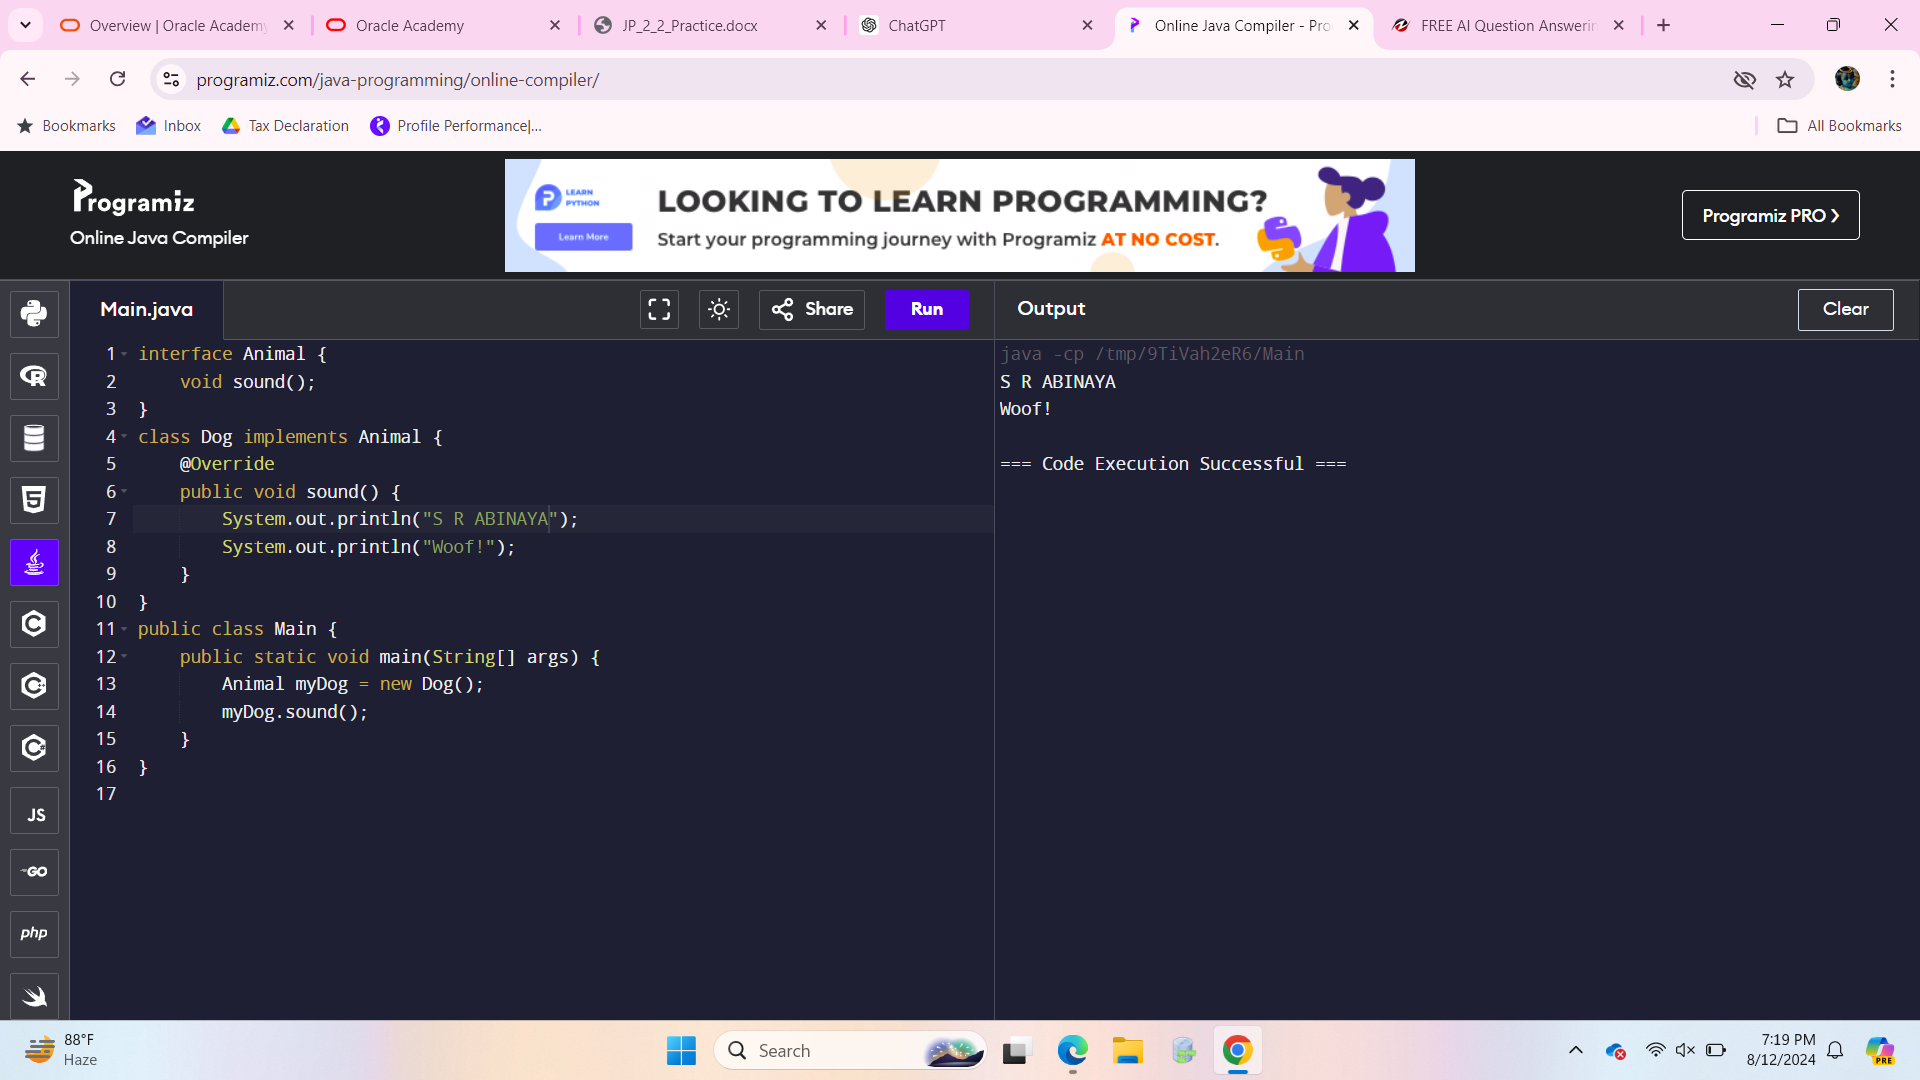 Overview | Oracle Academy
Oracle Academy
JP_2_2_Practice.docx
ChatGPT
Online Java Compiler - Pro
FREE AI Question Answerin
programiz.com/java-programming/online-compiler/
Bookmarks
Inbox
Tax Declaration
Profile Performance|...
All Bookmarks
Programiz
Online Java Compiler
LEARN
PYTHON
Learn More
LOOKING TO LEARN PROGRAMMING?
Start your programming journey with Programiz AT NO COST.
Programiz PRO ›
Main.java
Share
Run
Output
Clear
1 interface Animal {
2     void sound();
3 }
4 class Dog implements Animal {
5     @Override
6     public void sound() {
7         System.out.println("S R ABINAYA");
8         System.out.println("Woof!");
9     }
10 }
11 public class Main {
12     public static void main(String[] args) {
13         Animal myDog = new Dog();
14         myDog.sound();
15     }
16 }
17
java -cp /tmp/9TiVah2eR6/Main
S R ABINAYA
Woof!
=== Code Execution Successful ===
R
5
C
C++
C#
JS
GO
php
88°F
Haze
Search
7:19 PM
8/12/2024
PRE